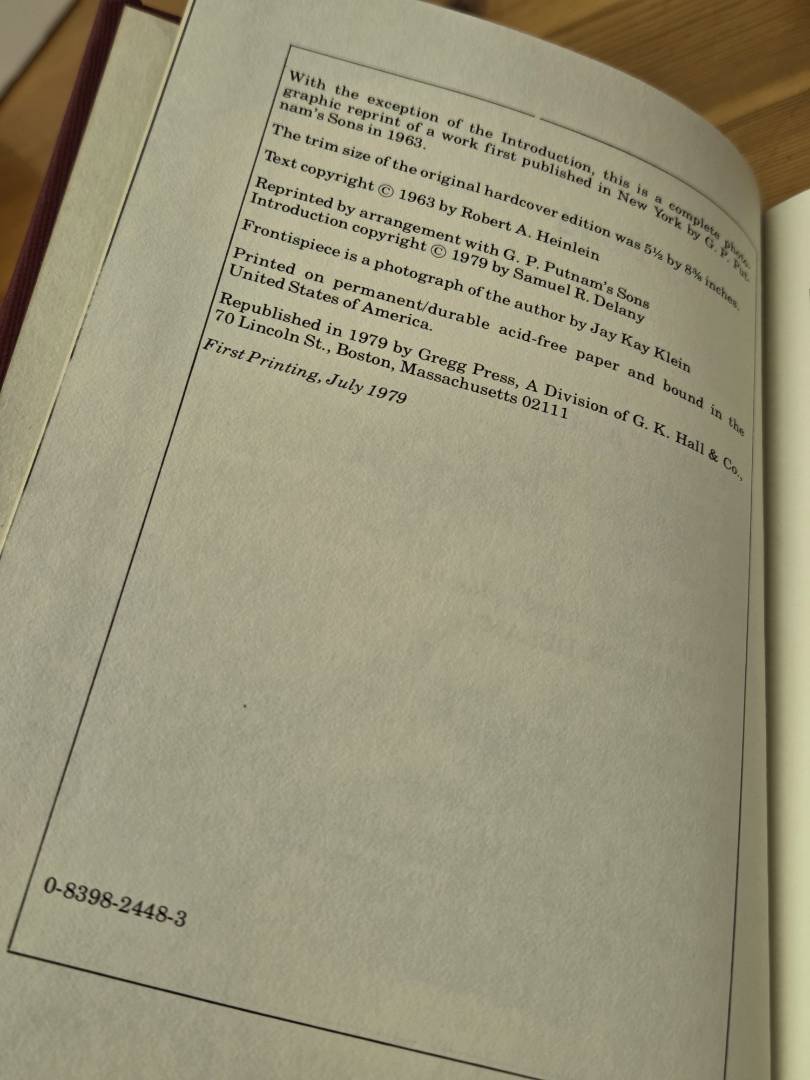 With the exception of the Introduction, this is a complete photo-
graphic reprint of a work first published in New York by G. P. Put-
nam's Sons in 1963.
The trim size of the original hardcover edition was 5½ by 8⅜ inches.
Text copyright © 1963 by Robert A. Heinlein
Reprinted by arrangement with G. P. Putnam's Sons
Introduction copyright © 1979 by Samuel R. Delany
Frontispiece is a photograph of the author by Jay Kay Klein
Printed on permanent/durable acid-free paper and bound in the
United States of America.
Republished in 1979 by Gregg Press, A Division of G. K. Hall & Co.,
70 Lincoln St., Boston, Massachusetts 02111
First Printing, July 1979
0-8398-2448-3